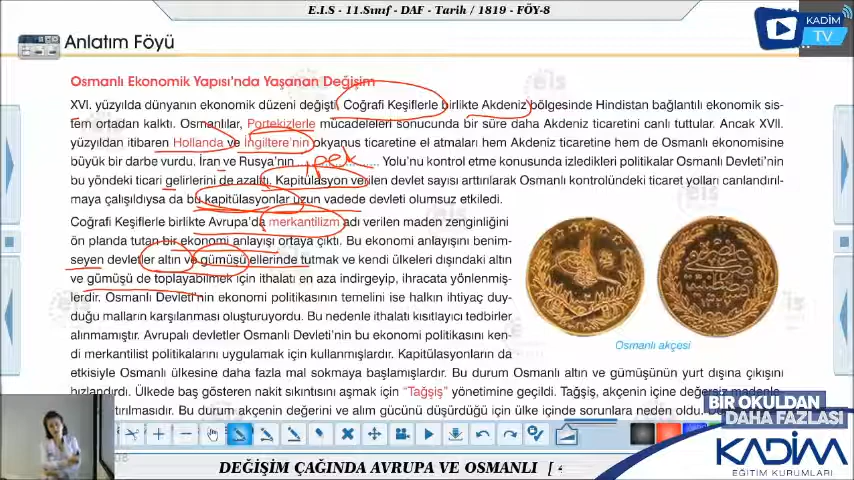 E.I.S - 11.Sınıf - DAF - Tarih / 1819 - FÖY-8
KADİM
TV
Anlatım Föyü
Osmanlı Ekonomik Yapısı'nda Yaşanan Değişim
XVI. yüzyılda dünyanın ekonomik düzeni değişti. Coğrafi Keşiflerle birlikte Akdeniz bölgesinde Hindistan bağlantılı ekonomik sis-
tem ortadan kalktı. Osmanlılar, Portekizlerle mücadeleleri sonucunda bir süre daha Akdeniz ticaretini canlı tuttular. Ancak XVII.
yüzyıldan itibaren Hollanda ve İngiltere'nin okyanus ticaretine el atmaları hem Akdeniz ticaretine hem de Osmanlı ekonomisine
büyük bir darbe vurdu. İran ve Rusya'nın ipek Yolu'nu kontrol etme konusunda izledikleri politikalar Osmanlı Devleti'nin
bu yöndeki ticari gelirlerini de azalttı. Kapitülasyon verilen devlet sayısı arttırılarak Osmanlı kontrolündeki ticaret yolları canlandırıl-
maya çalışıldıysa da bu kapitülasyonlar uzun vadede devleti olumsuz etkiledi.
Coğrafi Keşiflerle birlikte Avrupa'da merkantilizm adı verilen maden zenginliğini
ön planda tutan bir ekonomi anlayışı ortaya çıktı. Bu ekonomi anlayışını benim-
seyen devletler altın ve gümüşü ellerinde tutmak ve kendi ülkeleri dışındaki altın
ve gümüşü de toplayabilmek için ithalatı en aza indirgeyip, ihracata yönlenmiş-
lerdir. Osmanlı Devleti'nin ekonomi politikasının temelini ise halkın ihtiyaç duy-
duğu malların karşılanması oluşturuyordu. Bu nedenle ithalatı kısıtlayıcı tedbirler
alınmamıştır. Avrupalı devletler Osmanlı Devleti'nin bu ekonomi politikasını ken-
di merkantilist politikalarını uygulamak için kullanmışlardır. Kapitülasyonların da
etkisiyle Osmanlı ülkesine daha fazla mal sokmaya başlamışlardır. Bu durum Osmanlı altın ve gümüşünün yurt dışına çıkışını
hızlandırdı. Ülkede baş gösteren nakit sıkıntısını aşmak için "Tağşiş" yönetimine geçildi. Tağşiş, akçenin içine değersiz madenle
tırılmasıdır. Bu durum akçenin değerini ve alım gücünü düşürdüğü için ülke içinde sorunlara neden oldu.
Osmanlı akçesi
BİR OKULDAN
DAHA FAZLASI
KADİM
EĞİTİM KURUMLARI
DEĞİŞİM ÇAĞINDA AVRUPA VE OSMANLI [